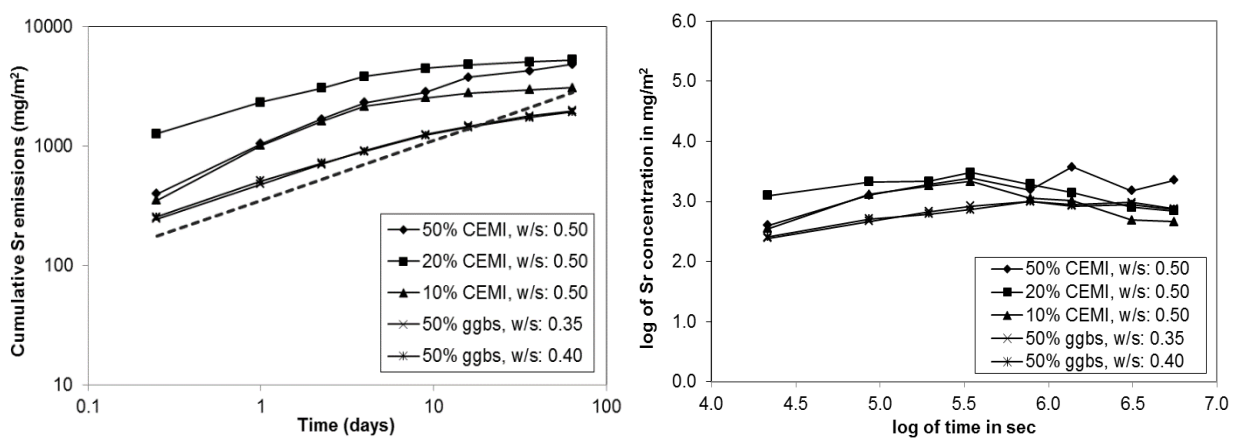 10000
1000
100
10
0.1
1
10
100
Cumulative Sr emissions (mg/m²)
Time (days)
50% CEMI, w/s: 0.50
20% CEMI, w/s: 0.50
10% CEMI, w/s: 0.50
50% ggbs, w/s: 0.35
50% ggbs, w/s: 0.40
6.0
5.0
4.0
3.0
2.0
1.0
0.0
4.0
4.5
5.0
5.5
6.0
6.5
7.0
log of Sr concentration in mg/m²
log of time in sec
50% CEMI, w/s: 0.50
20% CEMI, w/s: 0.50
10% CEMI, w/s: 0.50
50% ggbs, w/s: 0.35
50% ggbs, w/s: 0.40